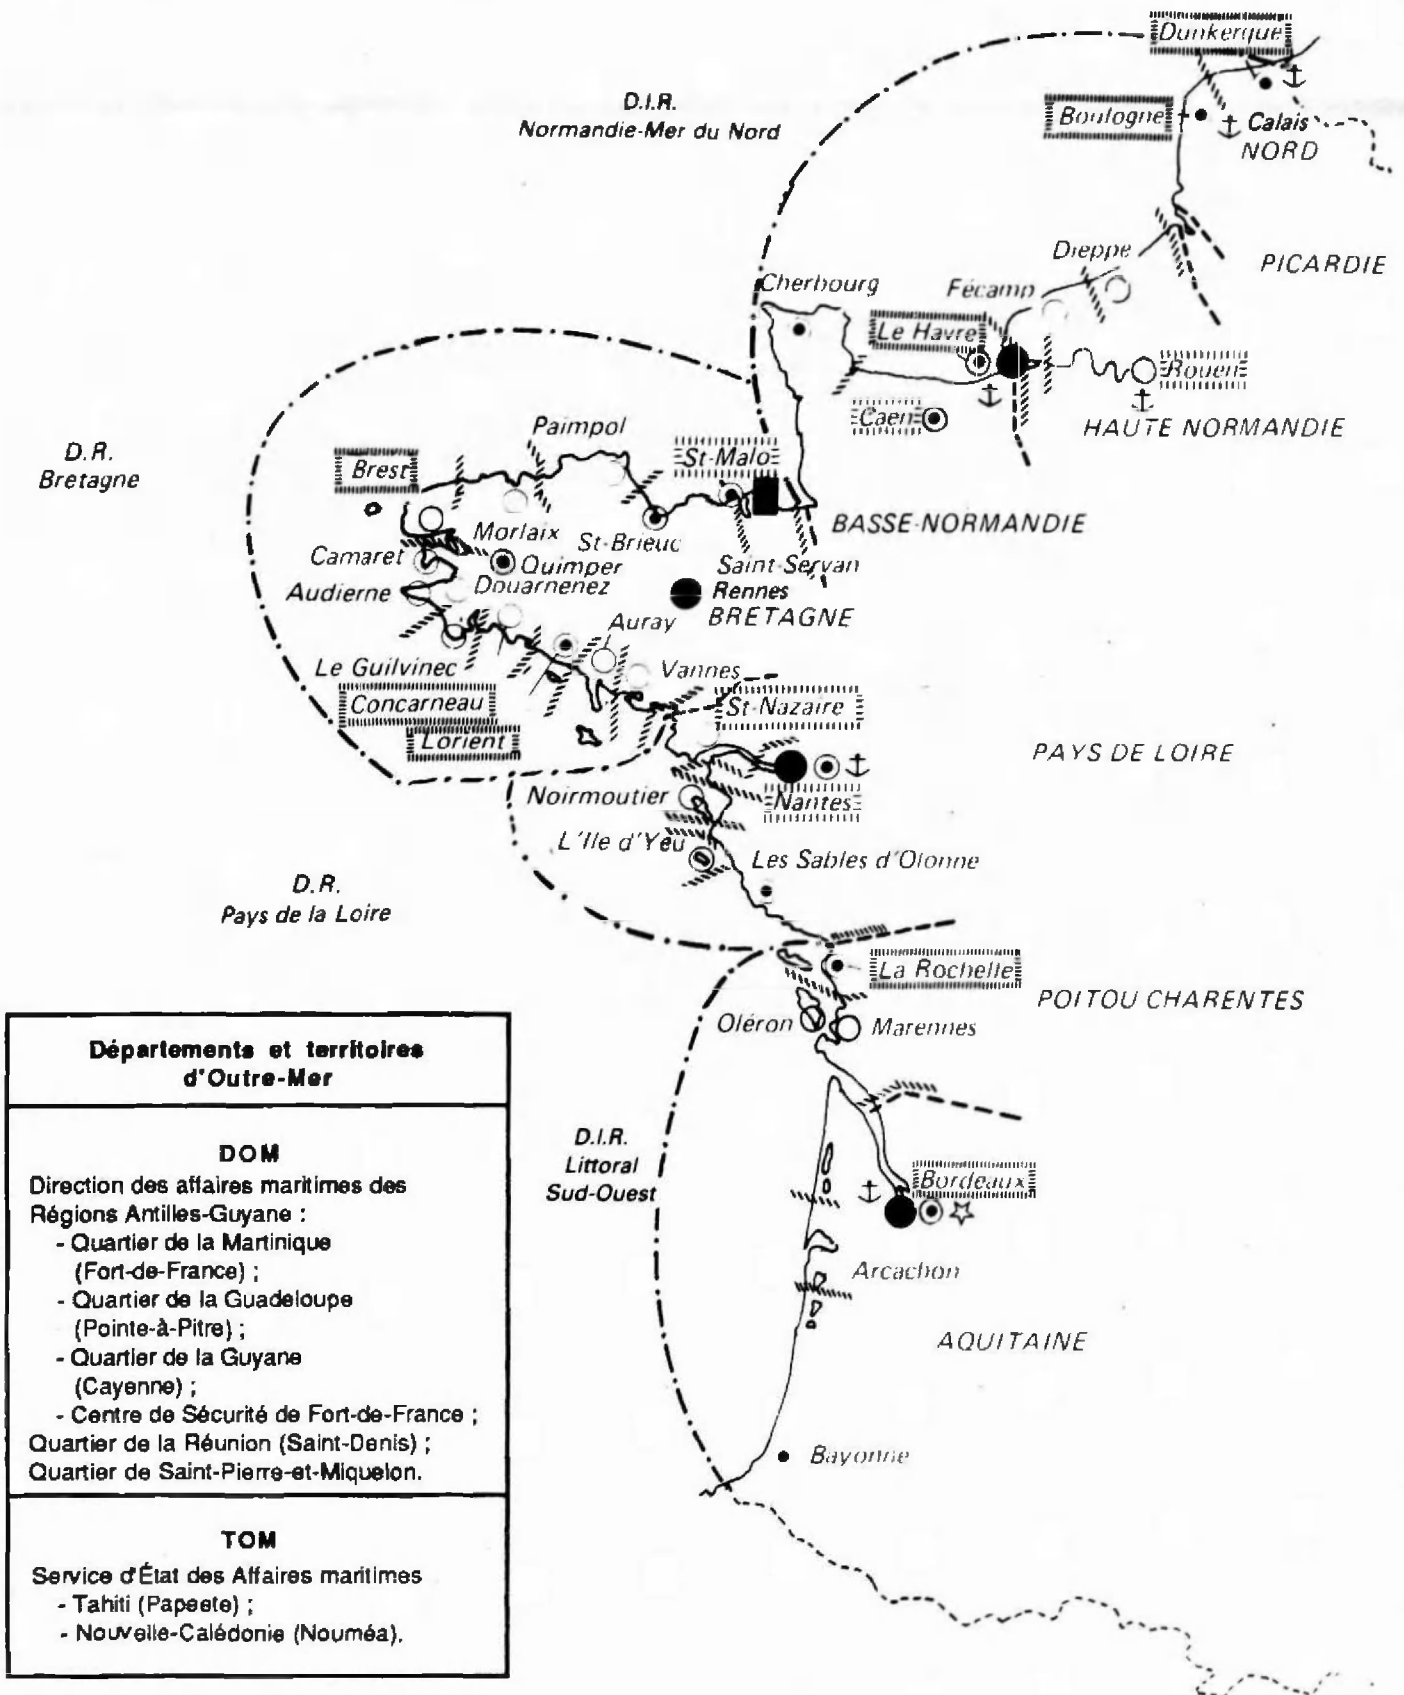 Dunkerque
D.I.R.
Normandie-Mer du Nord
Boulogne
Calais
NORD
Dieppe
PICARDIE
Cherbourg
Fécamp
Le Havre
Rouen
Caen
HAUTE NORMANDIE
Paimpol
D.R.
Bretagne
Brest
St-Malo
BASSE-NORMANDIE
Morlaix
St-Brieuc
Camaret
Quimper
Saint-Servan
Audierne
Douarnenez
Rennes
BRETAGNE
Auray
Le Guilvinec
Vannes
Concarneau
St-Nazaire
Lorient
PAYS DE LOIRE
Noirmoutier
Nantes
L'Ile d'Yeu
Les Sables d'Olonne
D.R.
Pays de la Loire
La Rochelle
POITOU CHARENTES
Oléron
Marennes
Départements et territoires
d'Outre-Mer
DOM
Direction des affaires maritimes des
Régions Antilles-Guyane :
- Quartier de la Martinique
(Fort-de-France) ;
- Quartier de la Guadeloupe
(Pointe-à-Pitre) ;
- Quartier de la Guyane
(Cayenne) ;
- Centre de Sécurité de Fort-de-France ;
Quartier de la Réunion (Saint-Denis) ;
Quartier de Saint-Pierre-et-Miquelon.
TOM
Service d'État des Affaires maritimes
- Tahiti (Papeete) ;
- Nouvelle-Calédonie (Nouméa).
D.I.R.
Littoral
Sud-Ouest
Bordeaux
Arcachon
AQUITAINE
Bayonne